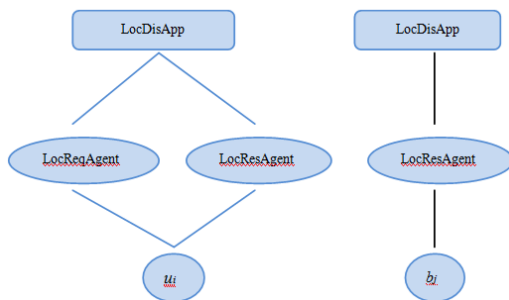 LocDisApp
LocDisApp
LocReqAgent
LocResAgent
LocResAgent
ui
bj